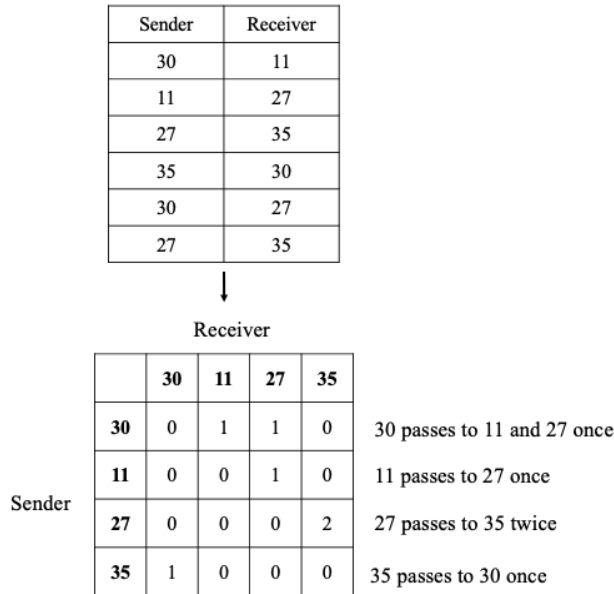 Sender Receiver
30 11
11 27
27 35
35 30
30 27
27 35
Receiver
30 11 27 35
30 0 1 1 0 30 passes to 11 and 27 once
11 0 0 1 0 11 passes to 27 once
Sender
27 0 0 0 2 27 passes to 35 twice
35 1 0 0 0 35 passes to 30 once